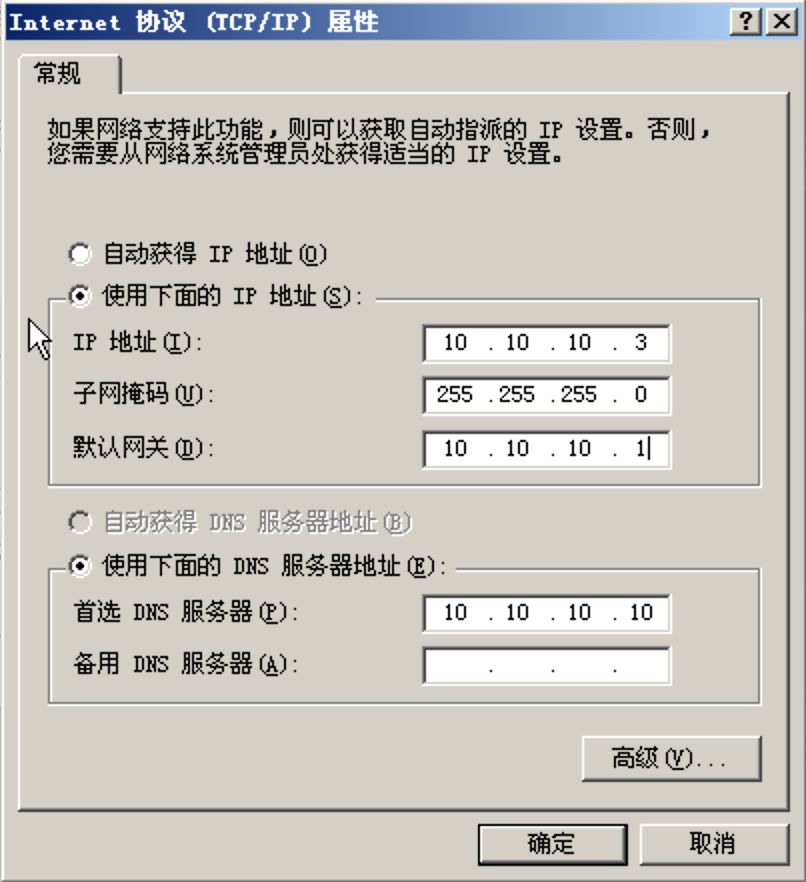 Internet 协议 (TCP/IP) 属性
常规
如果网络支持此功能，则可以获取自动指派的 IP 设置。否则，
您需要从网络系统管理员处获得适当的 IP 设置。
自动获得 IP 地址(O)
使用下面的 IP 地址(S):
IP 地址(I): 10 . 10 . 10 . 3
子网掩码(U): 255 . 255 . 255 . 0
默认网关(D): 10 . 10 . 10 . 1
自动获得 DNS 服务器地址(B)
使用下面的 DNS 服务器地址(E):
首选 DNS 服务器(P): 10 . 10 . 10 . 10
备用 DNS 服务器(A): . . .
高级(V)...
确定 取消